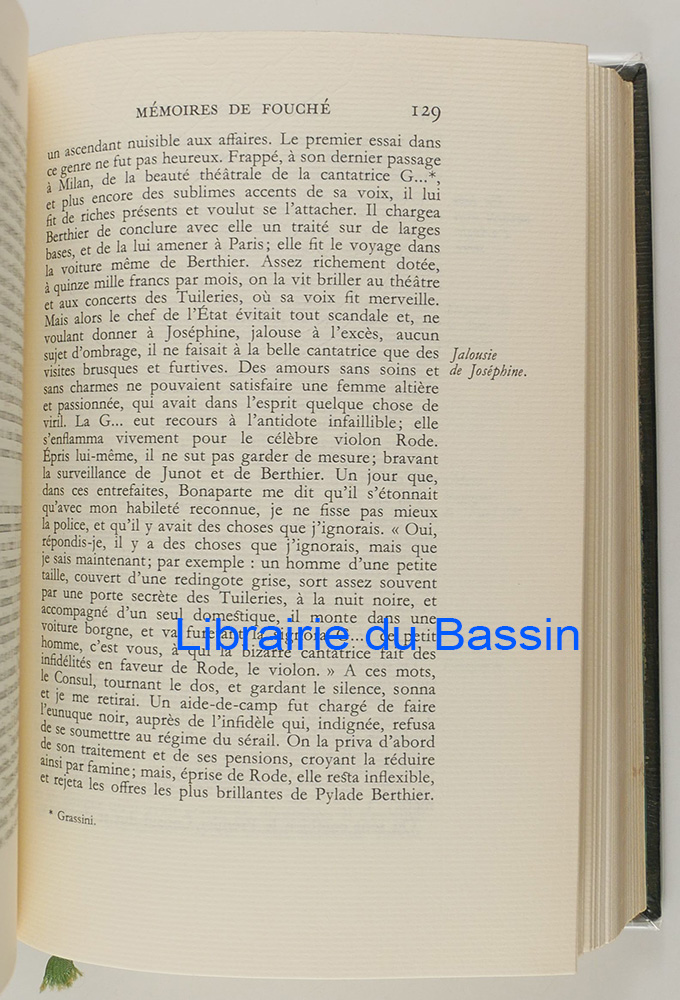 MÉMOIRES DE FOUCHÉ 129
un ascendant nuisible aux affaires. Le premier essai dans
ce genre ne fut pas heureux. Frappé, à son dernier passage
à Milan, de la beauté théâtrale de la cantatrice G...*,
et plus encore des sublimes accents de sa voix, il lui
fit de riches présents et voulut se l'attacher. Il chargea
Berthier de conclure avec elle un traité sur de larges
bases, et de la lui amener à Paris; elle fit le voyage dans
la voiture même de Berthier. Assez richement dotée,
à quinze mille francs par mois, on la vit briller au théâtre
et aux concerts des Tuileries, où sa voix fit merveille.
Mais alors le chef de l'État évitait tout scandale et, ne
voulant donner à Joséphine, jalouse à l'excès, aucun
sujet d'ombrage, il ne faisait à la belle cantatrice que des
visites brusques et furtives. Des amours sans soins et
sans charmes ne pouvaient satisfaire une femme altière
et passionnée, qui avait dans l'esprit quelque chose de
viril. La G... eut recours à l'antidote infaillible; elle
s'enflamma vivement pour le célèbre violon Rode.
Épris lui-même, il ne sut pas garder de mesure; bravant
la surveillance de Junot et de Berthier. Un jour que,
dans ces entrefaites, Bonaparte me dit qu'il s'étonnait
qu'avec mon habileté reconnue, je ne fisse pas mieux
la police, et qu'il y avait des choses que j'ignorais. « Oui,
répondis-je, il y a des choses que j'ignorais, mais que
je sais maintenant; par exemple : un homme d'une petite
taille, couvert d'une redingote grise, sort assez souvent
par une porte secrète des Tuileries, à la nuit noire, et
accompagné d'un seul domestique, il monte dans une
voiture borgne, et va la signora G... ce petit
homme, c'est vous, à qui la bizarre cantatrice fait des
infidélités en faveur de Rode, le violon. » A ces mots,
le Consul, tournant le dos, et gardant le silence, sonna
et je me retirai. Un aide-de-camp fut chargé de faire
l'eunuque noir, auprès de l'infidèle qui, indignée, refusa
de se soumettre au régime du sérail. On la priva d'abord
de son traitement et de ses pensions, croyant la réduire
ainsi par famine; mais, éprise de Rode, elle resta inflexible,
et rejeta les offres les plus brillantes de Pylade Berthier.
* Grassini.
Jalousie
de Joséphine.
Librairie du Bassin